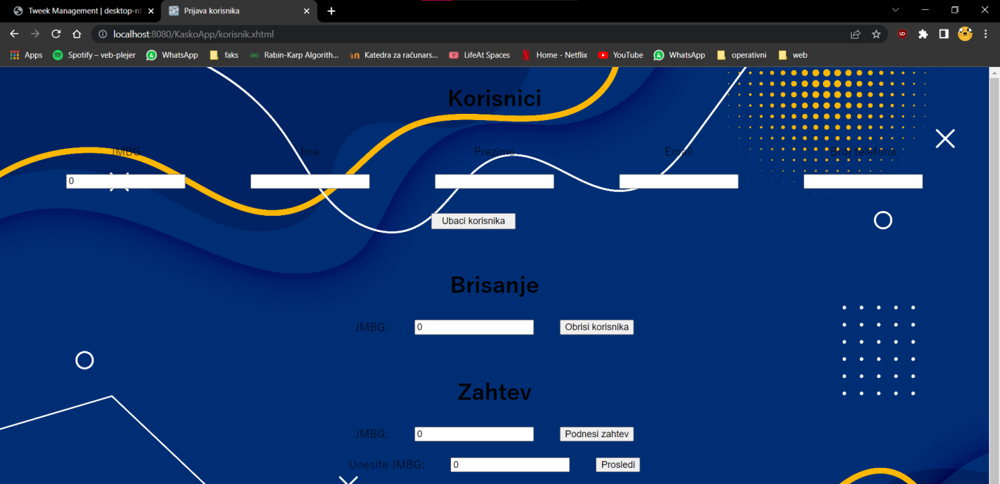 Tweek Management | desktop-nf
Prijava korisnika
localhost:8080/KaskoApp/korisnik.xhtml
Apps Spotify – veb-plejer WhatsApp faks Rabin-Karp Algorith... Katedra za računars... LifeAt Spaces Home - Netflix YouTube WhatsApp operativni web
Korisnici
JMBG Ime Prezime Email Broj telefona
0
Ubaci korisnika
Brisanje
JMBG: 0 Obrisi korisnika
Zahtev
JMBG: 0 Podnesi zahtev
Unesite JMBG: 0 Prosledi